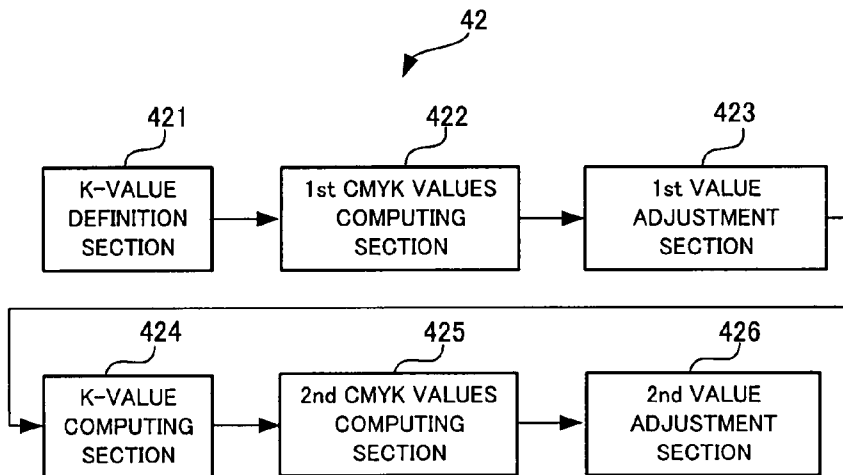 42
421
422
423
K-VALUE
DEFINITION
SECTION
1st CMYK VALUES
COMPUTING
SECTION
1st VALUE
ADJUSTMENT
SECTION
424
425
426
K-VALUE
COMPUTING
SECTION
2nd CMYK VALUES
COMPUTING
SECTION
2nd VALUE
ADJUSTMENT
SECTION